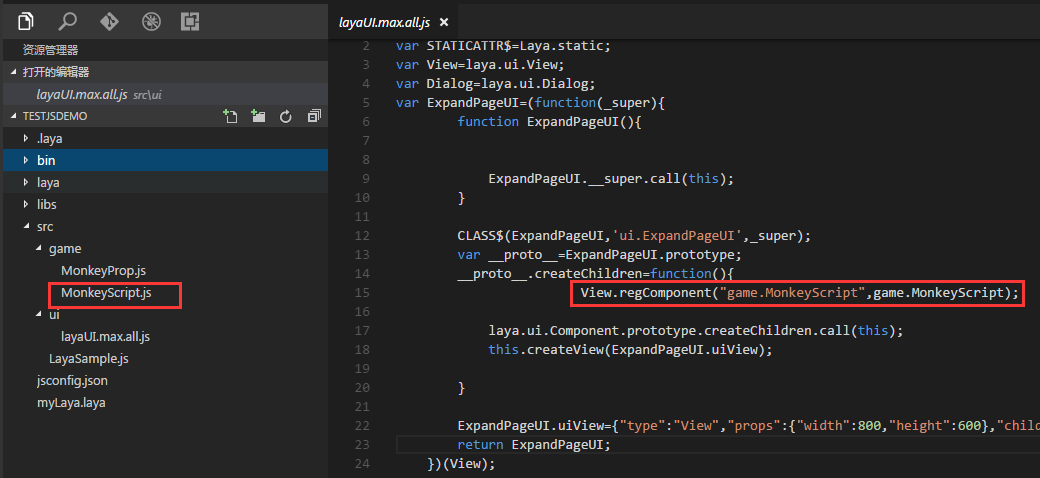 资源管理器
打开的编辑器
layaUI.max.all.js src\ui
TESTJSDEMO
.laya
bin
laya
libs
src
game
MonkeyProp.js
MonkeyScript.js
ui
layaUI.max.all.js
LayaSample.js
jsconfig.json
myLaya.laya
layaUI.max.all.js
2 var STATICATTR$=Laya.static;
3 var View=laya.ui.View;
4 var Dialog=laya.ui.Dialog;
5 var ExpandPageUI=(function(_super){
6 function ExpandPageUI(){
7
8
9 ExpandPageUI.__super.call(this);
10 }
11
12 CLASS$(ExpandPageUI,'ui.ExpandPageUI',_super);
13 var __proto__=ExpandPageUI.prototype;
14 __proto__.createChildren=function(){
15 View.regComponent("game.MonkeyScript",game.MonkeyScript);
16
17 laya.ui.Component.prototype.createChildren.call(this);
18 this.createView(ExpandPageUI.uiView);
19
20 }
21
22 ExpandPageUI.uiView={"type":"View","props":{"width":800,"height":600},"child
23 return ExpandPageUI;
24 })(View);